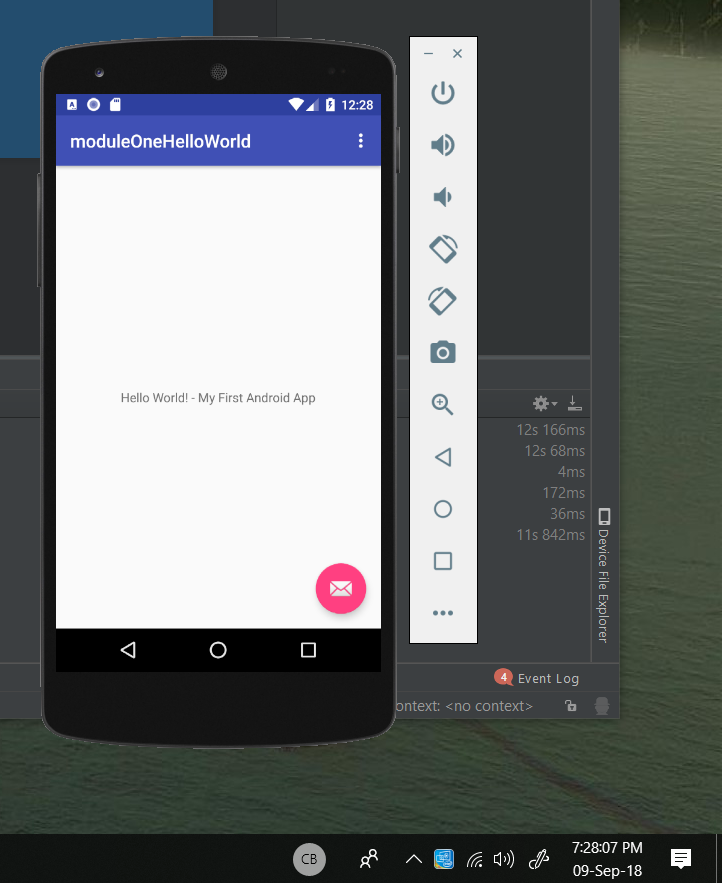 12:28
moduleOneHelloWorld
Hello World! - My First Android App
12s 166ms
12s 68ms
4ms
172ms
36ms
11s 842ms
Device File Explorer
4 Event Log
ontext: <no context>
CB
7:28:07 PM
09-Sep-18